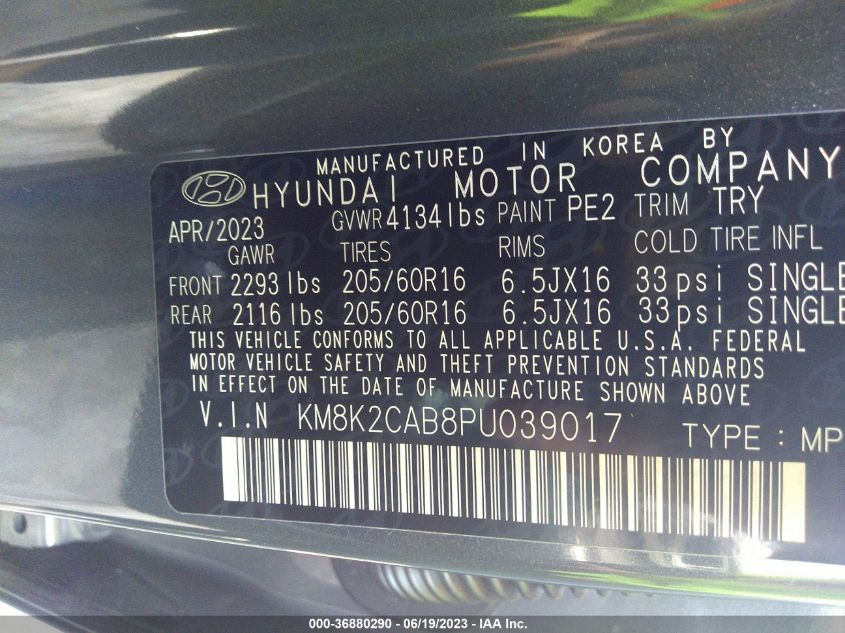 MANUFACTURED IN KOREA BY
HYUNDAI MOTOR COMPANY
APR/2023 GVWR 4134lbs PAINT PE2 TRIM TRY
GAWR TIRES RIMS COLD TIRE INFL
FRONT 2293 lbs 205/60R16 6.5JX16 33psi SINGLE
REAR 2116 lbs 205/60R16 6.5JX16 33psi SINGLE
THIS VEHICLE CONFORMS TO ALL APPLICABLE U.S.A. FEDERAL
MOTOR VEHICLE SAFETY AND THEFT PREVENTION STANDARDS
IN EFFECT ON THE DATE OF MANUFACTURE SHOWN ABOVE
V.I.N KM8K2CAB8PU039017 TYPE : MP
000-36880290 - 06/19/2023 - IAA Inc.